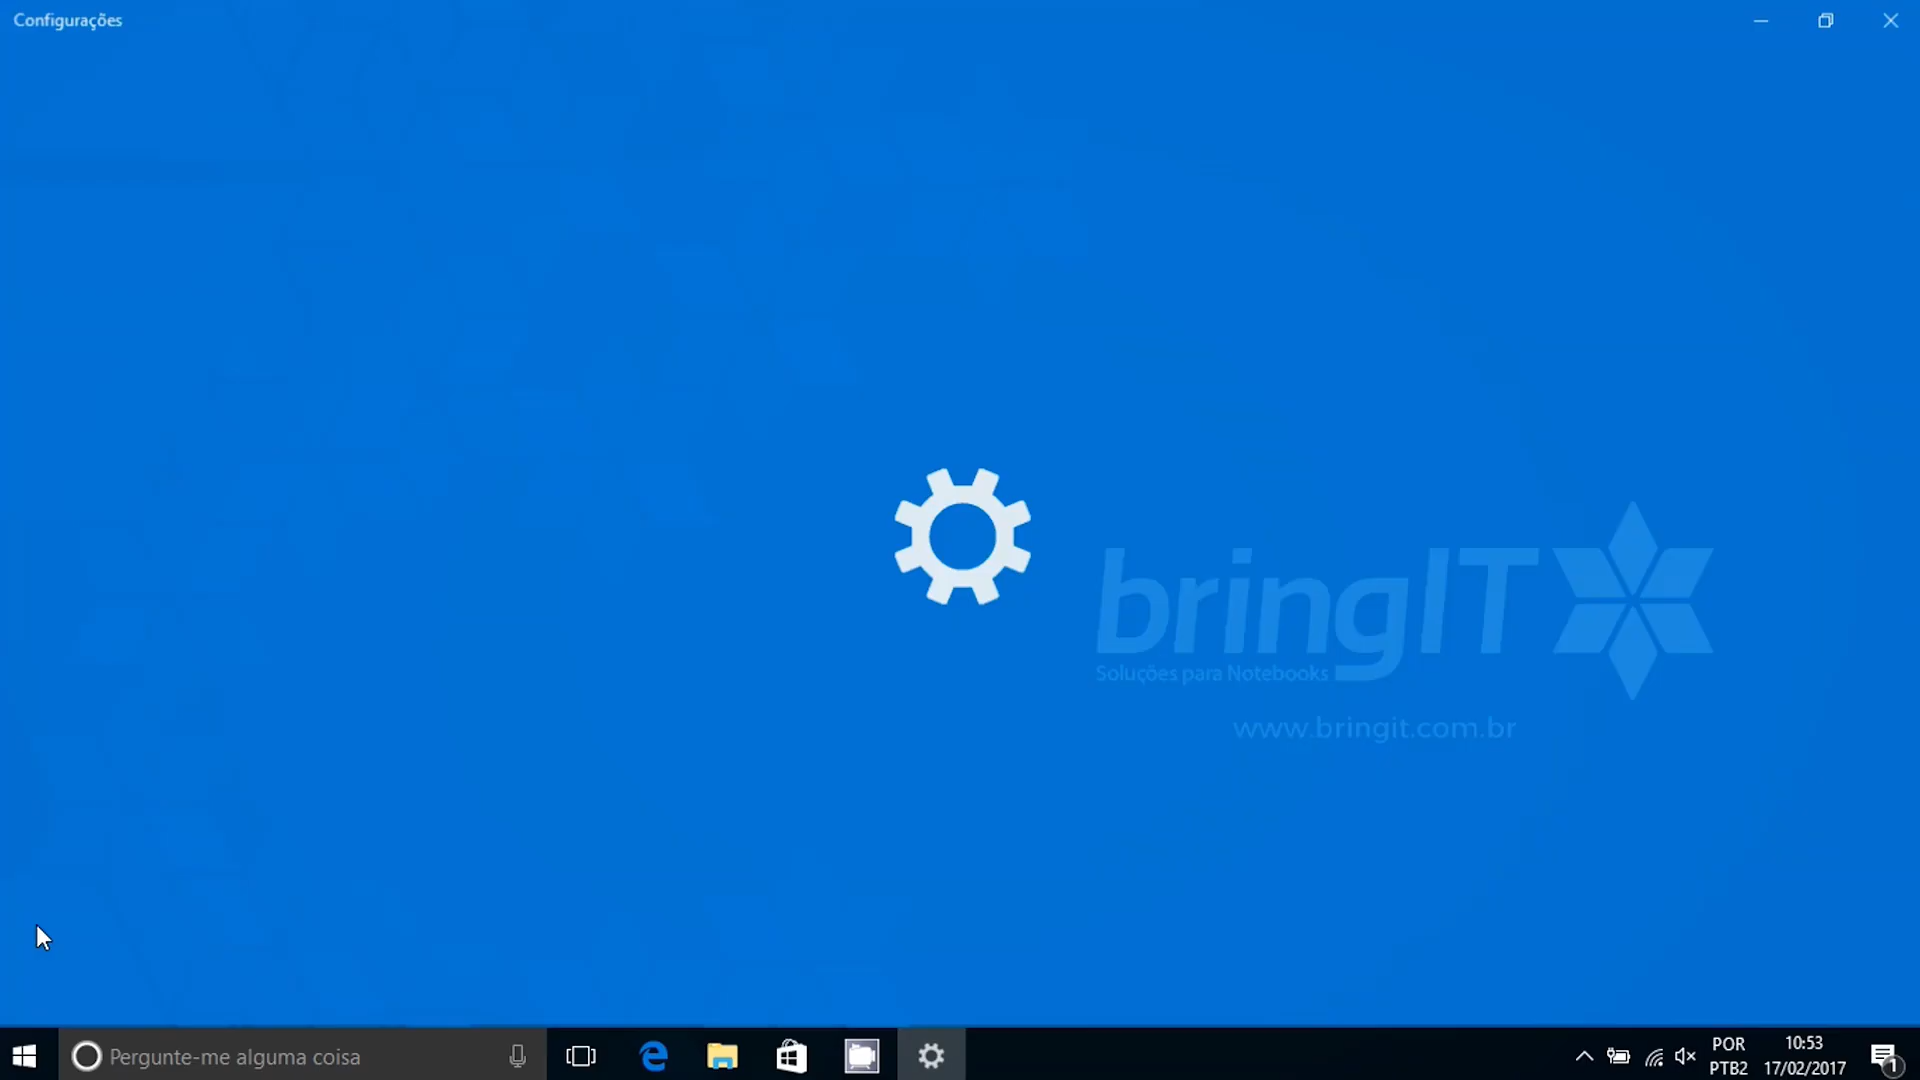 Configurações
bringIT
Soluções para Notebooks
www.bringit.com.br
Pergunte-me alguma coisa
POR
PTB2
10:53
17/02/2017
1